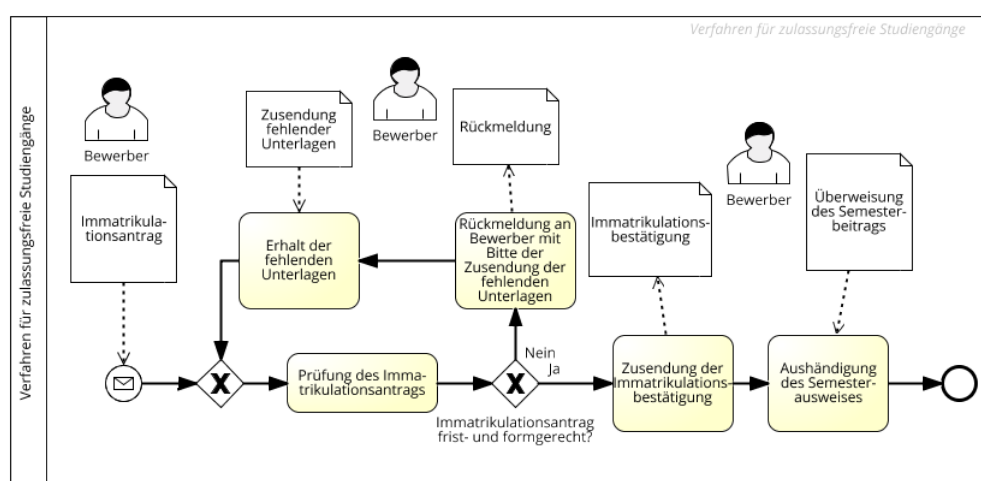 Verfahren für zulassungsfreie Studiengänge
Verfahren für zulassungsfreie Studiengänge
Bewerber
Immatrikula-
tionsantrag
Zusendung
fehlender
Unterlagen
Bewerber
Rückmeldung
Erhalt der
fehlenden
Unterlagen
Rückmeldung an
Bewerber mit
Bitte der
Zusendung der
fehlenden
Unterlagen
Immatrikulations-
bestätigung
Bewerber
Überweisung
des Semester-
beitrags
Prüfung des Imma-
trikulationsantrags
Nein
Ja
Immatrikulationsantrag
frist- und formgerecht?
Zusendung der
Immatrikulations
bestätigung
Aushändigung
des Semester-
ausweises